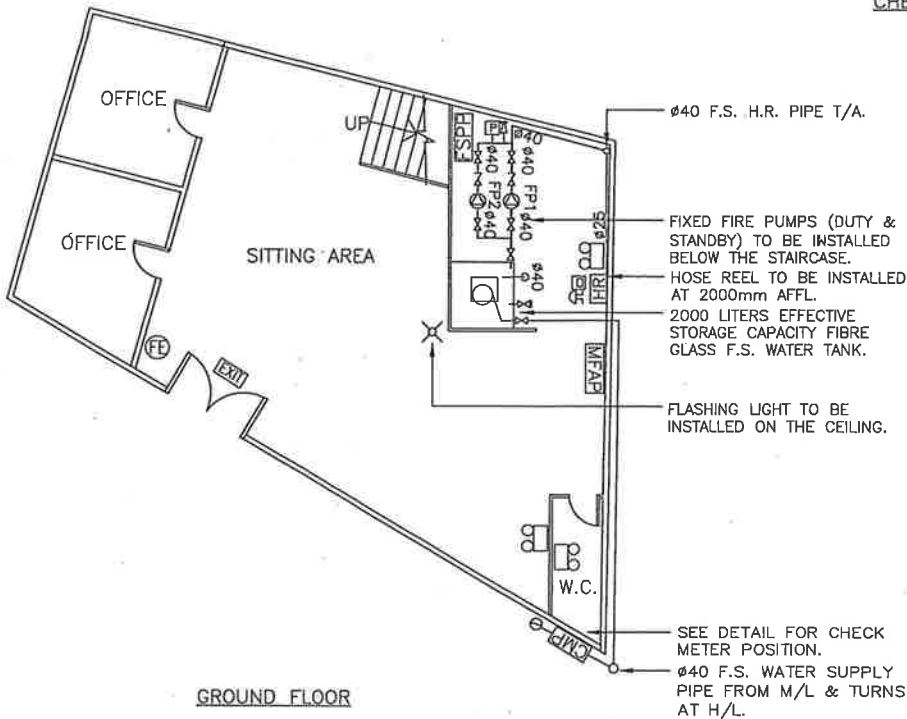 CHE
OFFICE
UP
FSPH
P
ø40
ø40
ø40
FP2
FP1
ø40
ø40
OFFICE
SITTING AREA
ø25
HR
ø40
FE
EXIT
MFAP
W.C.
CMP
ø40 F.S. H.R. PIPE T/A.
FIXED FIRE PUMPS (DUTY &
STANDBY) TO BE INSTALLED
BELOW THE STAIRCASE.
HOSE REEL TO BE INSTALLED
AT 2000mm AFFL.
2000 LITERS EFFECTIVE
STORAGE CAPACITY FIBRE
GLASS F.S. WATER TANK.
FLASHING LIGHT TO BE
INSTALLED ON THE CEILING.
SEE DETAIL FOR CHECK
METER POSITION.
ø40 F.S. WATER SUPPLY
PIPE FROM M/L & TURNS
AT H/L.
GROUND FLOOR